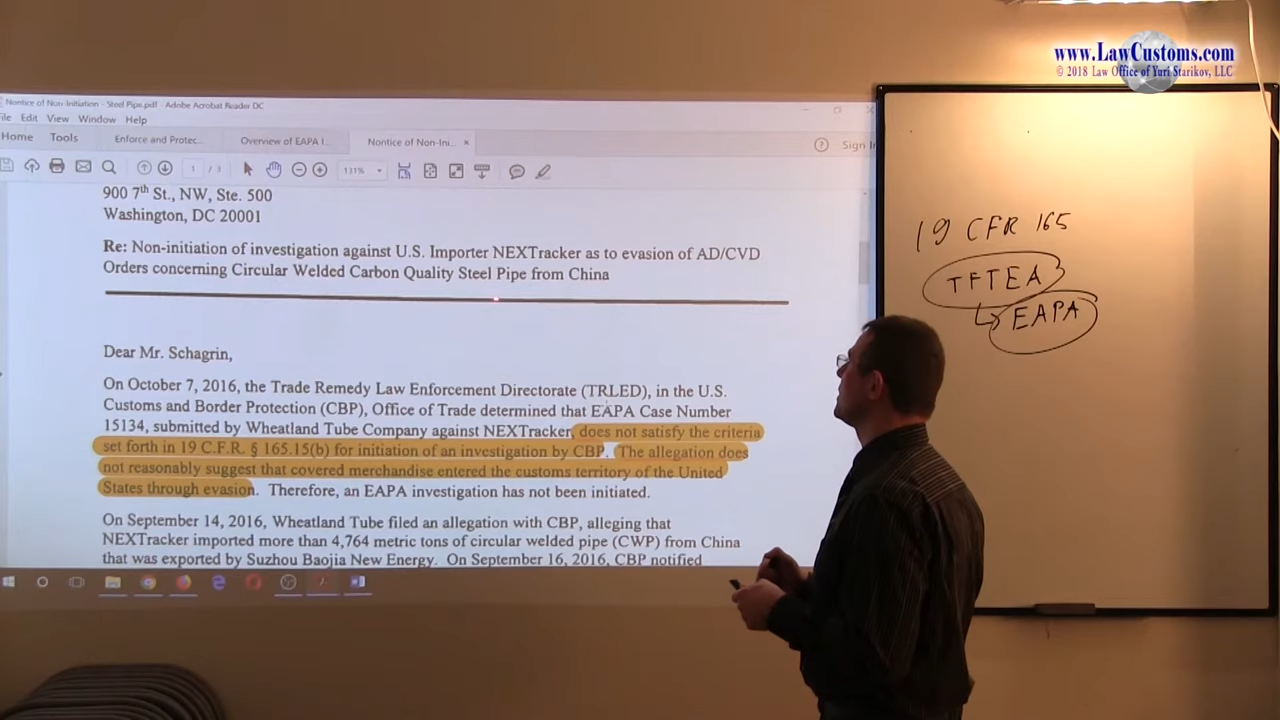 www.LawCustoms.com
© 2018 Law Office of Yuri Starikov, LLC
Nontice of Non-Initiation - Steel Pipe.pdf - Adobe Acrobat Reader DC
File Edit View Window Help
Home Tools
Enforce and Protec...
Overview of EAPA I...
Nontice of Non-Ini... ×
Sign In
1 / 3
131%
900 7th St., NW, Ste. 500
Washington, DC 20001
Re: Non-initiation of investigation against U.S. Importer NEXTracker as to evasion of AD/CVD
Orders concerning Circular Welded Carbon Quality Steel Pipe from China
Dear Mr. Schagrin,
On October 7, 2016, the Trade Remedy Law Enforcement Directorate (TRLED), in the U.S.
Customs and Border Protection (CBP), Office of Trade determined that EAPA Case Number
15134, submitted by Wheatland Tube Company against NEXTracker, does not satisfy the criteria
set forth in 19 C.F.R. § 165.15(b) for initiation of an investigation by CBP. The allegation does
not reasonably suggest that covered merchandise entered the customs territory of the United
States through evasion. Therefore, an EAPA investigation has not been initiated.
On September 14, 2016, Wheatland Tube filed an allegation with CBP, alleging that
NEXTracker imported more than 4,764 metric tons of circular welded pipe (CWP) from China
that was exported by Suzhou Baojia New Energy. On September 16, 2016, CBP notified
19 CFR 165
TFTEA
EAPA